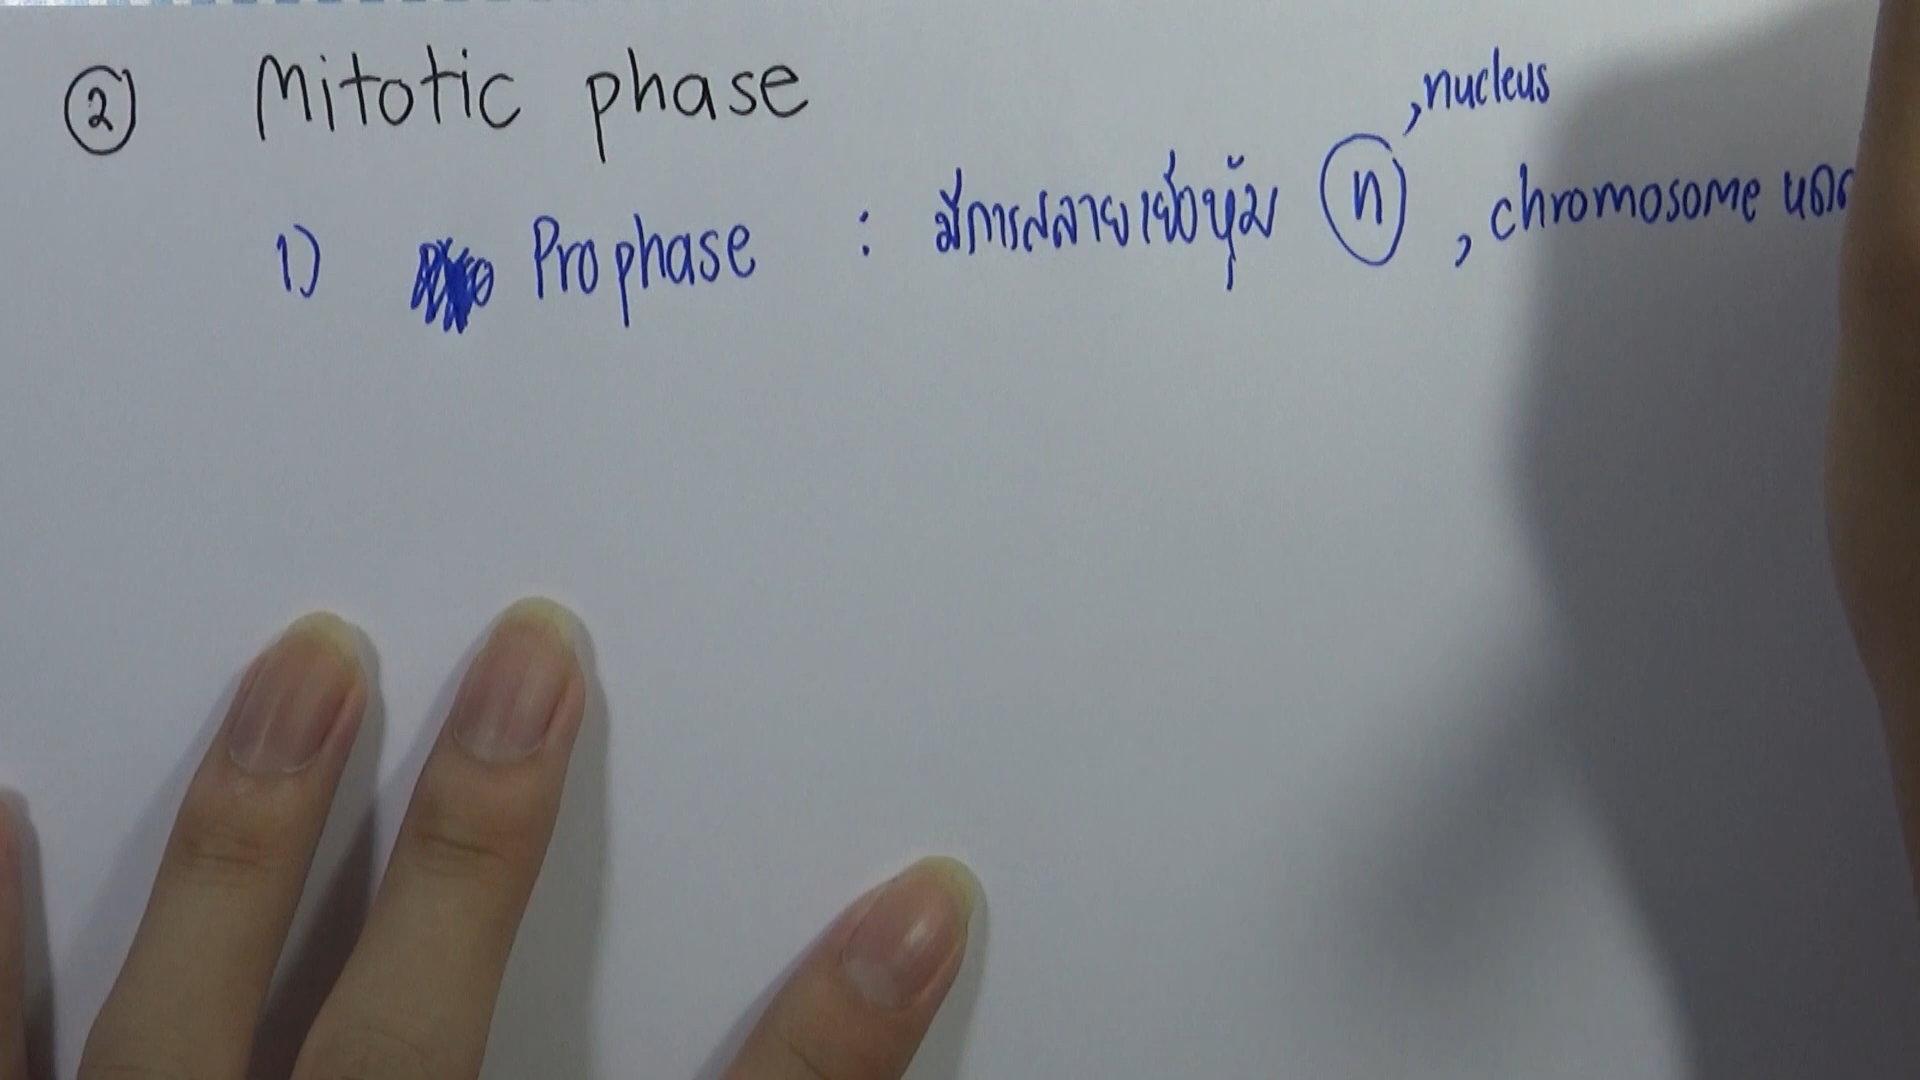 ② Mitotic phase
, nucleus
1) Prophase : มีการสลายเยื่อหุ้ม ⓝ , chromosome